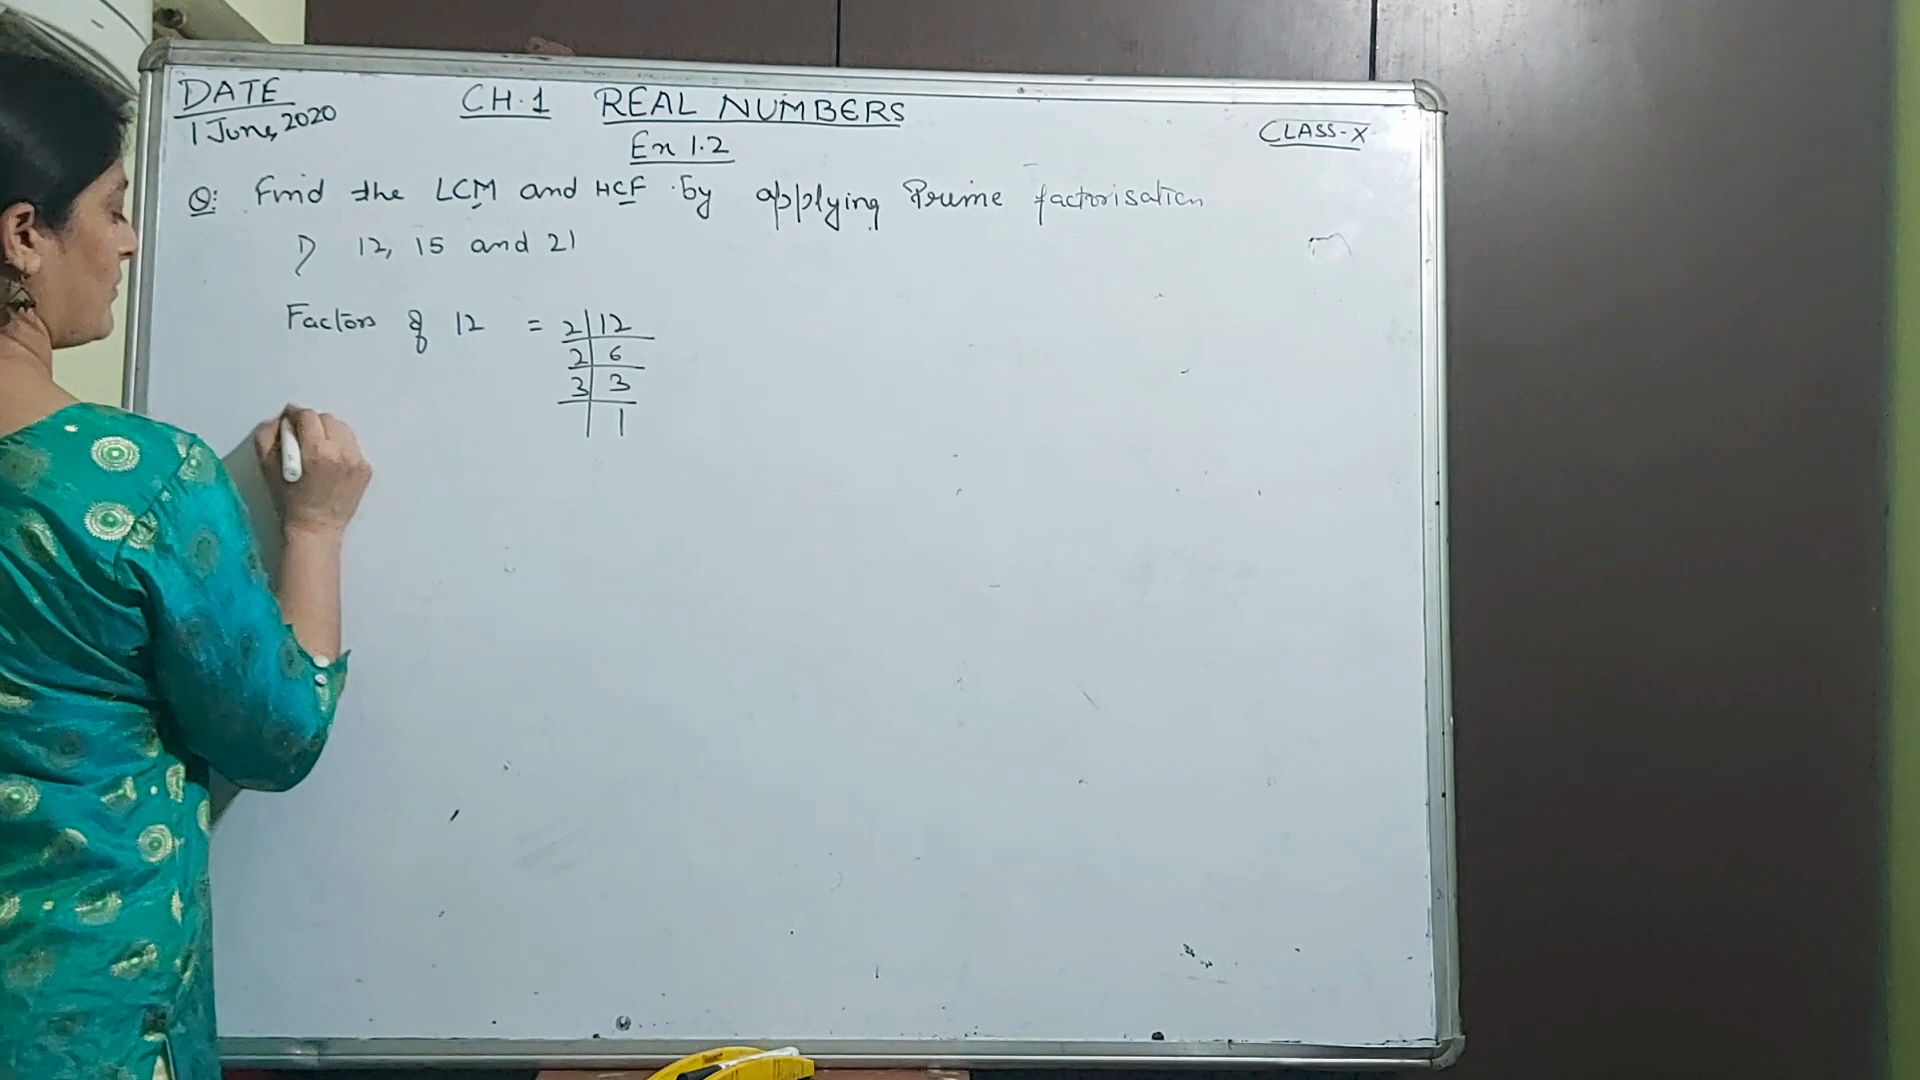 DATE
1 June, 2020
CH.1 REAL NUMBERS
Ex 1.2
CLASS-X
Q: Find the LCM and HCF by applying Prime factorisation
i) 12, 15 and 21
Factors of 12 = 2 | 12
2 | 6
3 | 3
| 1